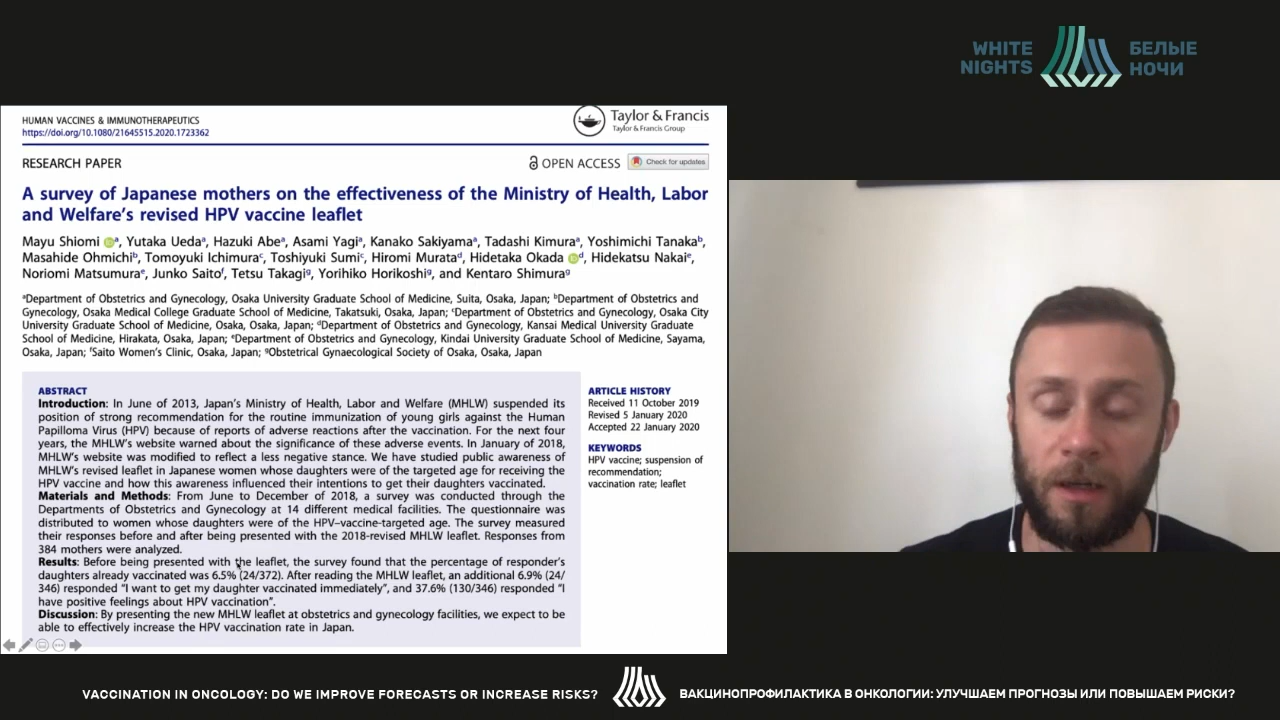 WHITE
NIGHTS
БЕЛЫЕ
НОЧИ
HUMAN VACCINES & IMMUNOTHERAPEUTICS
https://doi.org/10.1080/21645515.2020.1723362
Taylor & Francis
Taylor & Francis Group
RESEARCH PAPER
OPEN ACCESS
Check for updates
A survey of Japanese mothers on the effectiveness of the Ministry of Health, Labor
and Welfare's revised HPV vaccine leaflet
Mayu Shiomi iDᵃ, Yutaka Uedaᵃ, Hazuki Abeᵃ, Asami Yagiᵃ, Kanako Sakiyamaᵃ, Tadashi Kimuraᵃ, Yoshimichi Tanakaᵇ,
Masahide Ohmichiᵇ, Tomoyuki Ichimuraᶜ, Toshiyuki Sumiᶜ, Hiromi Murataᵈ, Hidetaka Okada iDᵈ, Hidekatsu Nakaiᵉ,
Noriomi Matsumuraᵉ, Junko Saitoᶠ, Tetsu Takagiᵍ, Yorihiko Horikoshiᵍ, and Kentaro Shimuraᵍ
ᵃDepartment of Obstetrics and Gynecology, Osaka University Graduate School of Medicine, Suita, Osaka, Japan; ᵇDepartment of Obstetrics and
Gynecology, Osaka Medical College Graduate School of Medicine, Takatsuki, Osaka, Japan; ᶜDepartment of Obstetrics and Gynecology, Osaka City
University Graduate School of Medicine, Osaka, Osaka, Japan; ᵈDepartment of Obstetrics and Gynecology, Kansai Medical University Graduate
School of Medicine, Hirakata, Osaka, Japan; ᵉDepartment of Obstetrics and Gynecology, Kindai University Graduate School of Medicine, Sayama,
Osaka, Japan; ᶠSaito Women's Clinic, Osaka, Japan; ᵍObstetrical Gynaecological Society of Osaka, Osaka, Japan
ABSTRACT
Introduction: In June of 2013, Japan's Ministry of Health, Labor and Welfare (MHLW) suspended its
position of strong recommendation for the routine immunization of young girls against the Human
Papilloma Virus (HPV) because of reports of adverse reactions after the vaccination. For the next four
years, the MHLW's website warned about the significance of these adverse events. In January of 2018,
MHLW's website was modified to reflect a less negative stance. We have studied public awareness of
MHLW's revised leaflet in Japanese women whose daughters were of the targeted age for receiving the
HPV vaccine and how this awareness influenced their intentions to get their daughters vaccinated.
Materials and Methods: From June to December of 2018, a survey was conducted through the
Departments of Obstetrics and Gynecology at 14 different medical facilities. The questionnaire was
distributed to women whose daughters were of the HPV–vaccine-targeted age. The survey measured
their responses before and after being presented with the 2018-revised MHLW leaflet. Responses from
384 mothers were analyzed.
Results: Before being presented with the leaflet, the survey found that the percentage of responder's
daughters already vaccinated was 6.5% (24/372). After reading the MHLW leaflet, an additional 6.9% (24/
346) responded "I want to get my daughter vaccinated immediately", and 37.6% (130/346) responded "I
have positive feelings about HPV vaccination".
Discussion: By presenting the new MHLW leaflet at obstetrics and gynecology facilities, we expect to be
able to effectively increase the HPV vaccination rate in Japan.
ARTICLE HISTORY
Received 11 October 2019
Revised 5 January 2020
Accepted 22 January 2020
KEYWORDS
HPV vaccine; suspension of
recommendation;
vaccination rate; leaflet
VACCINATION IN ONCOLOGY: DO WE IMPROVE FORECASTS OR INCREASE RISKS?
ВАКЦИНОПРОФИЛАКТИКА В ОНКОЛОГИИ: УЛУЧШАЕМ ПРОГНОЗЫ ИЛИ ПОВЫШАЕМ РИСКИ?